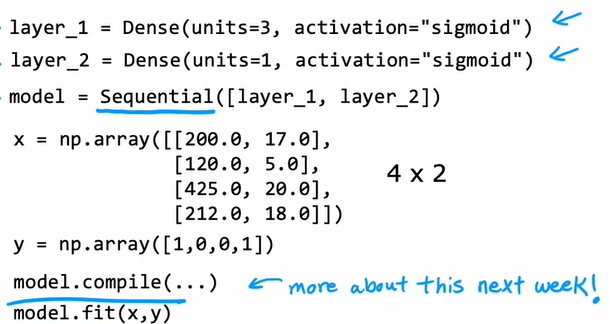 layer_1 = Dense(units=3, activation="sigmoid")
layer_2 = Dense(units=1, activation="sigmoid")
model = Sequential([layer_1, layer_2])
x = np.array([[200.0, 17.0],
[120.0, 5.0],
[425.0, 20.0],
[212.0, 18.0]])
4 x 2
y = np.array([1,0,0,1])
model.compile(...) ← more about this next week!
model.fit(x,y)